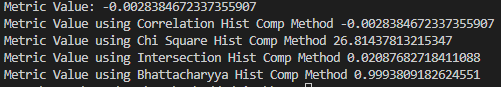 Metric Value: -0.0028384672337355907
Metric Value using Correlation Hist Comp Method -0.0028384672337355907
Metric Value using Chi Square Hist Comp Method 26.81437813215347
Metric Value using Intersection Hist Comp Method 0.02087682718411088
Metric Value using Bhattacharyya Hist Comp Method 0.9993809182624551